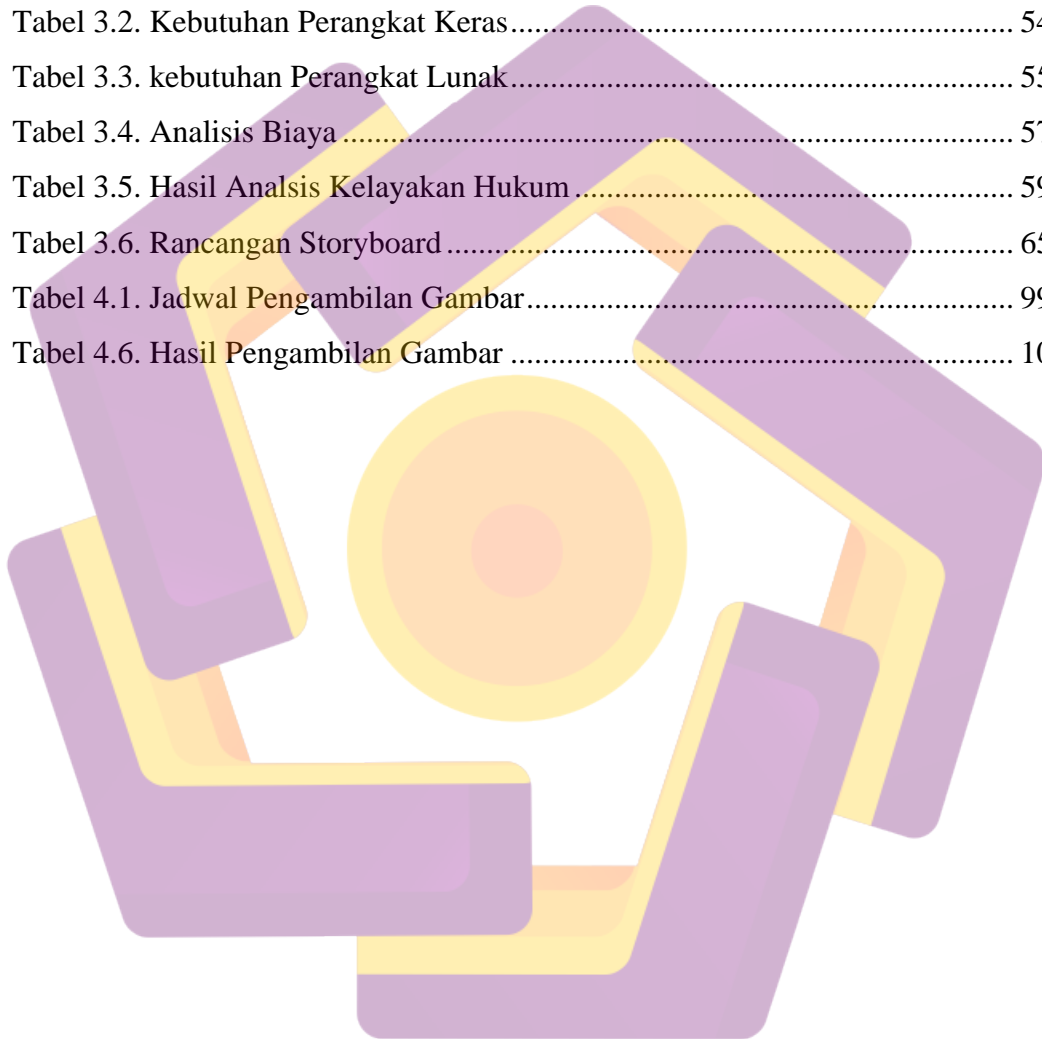 Tabel 3.2. Kebutuhan Perangkat Keras.......................................................... 54
Tabel 3.3. kebutuhan Perangkat Lunak.......................................................... 55
Tabel 3.4. Analisis Biaya ................................................................................ 57
Tabel 3.5. Hasil Analsis Kelayakan Hukum ................................................... 59
Tabel 3.6. Rancangan Storyboard ................................................................... 65
Tabel 4.1. Jadwal Pengambilan Gambar......................................................... 99
Tabel 4.6. Hasil Pengambilan Gambar ........................................................... 10